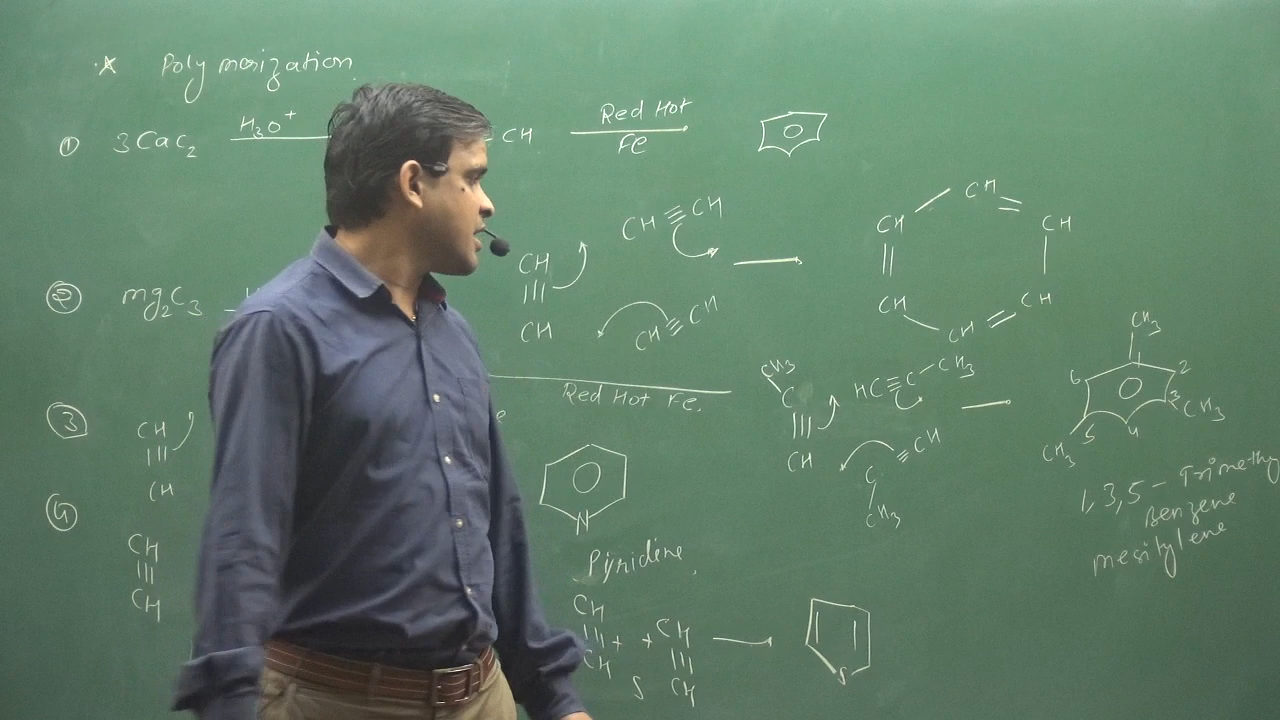 * Polymerization
① 3CaC2 H3O+ ≡ CH Red Hot Fe
CH ≡ CH
CH ≡ CH
CH ≡ CH
CH CH CH CH CH CH
② mg2C3
Red Hot Fe.
CH3 C ≡ CH
HC ≡ C - CH3
C ≡ CH CH3
CH3 2 3 CH3 4 5 CH3 6
1,3,5 - Trimethy
Benzene
mesitylene
③ CH ≡ CH
N
Pyridine
④ CH ≡ CH
CH ≡ CH + + CH ≡ CH
S
S